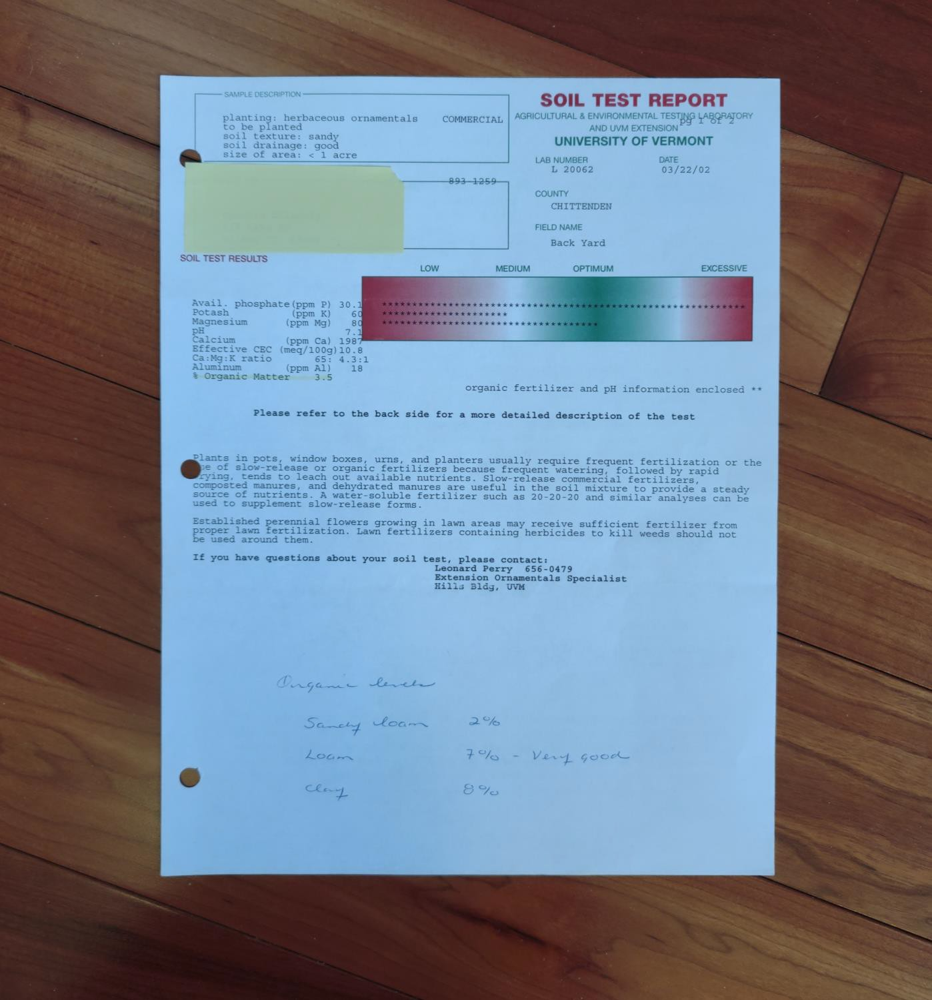 SAMPLE DESCRIPTION
planting: herbaceous ornamentals COMMERCIAL
to be planted
soil texture: sandy
soil drainage: good
size of area: < 1 acre
SOIL TEST REPORT
AGRICULTURAL & ENVIRONMENTAL TESTING LABORATORY
pg 1 of 2
AND UVM EXTENSION
UNIVERSITY OF VERMONT
LAB NUMBER DATE
L 20062 03/22/02
893-1259
COUNTY
CHITTENDEN
FIELD NAME
Back Yard
SOIL TEST RESULTS
LOW MEDIUM OPTIMUM EXCESSIVE
Avail. phosphate(ppm P) 30.1
Potash (ppm K) 60
Magnesium (ppm Mg) 80
pH 7.1
Calcium (ppm Ca) 1987
Effective CEC (meq/100g) 10.8
Ca:Mg:K ratio 65: 4.3:1
Aluminum (ppm Al) 18
% Organic Matter 3.5
organic fertilizer and pH information enclosed **
Please refer to the back side for a more detailed description of the test
Plants in pots, window boxes, urns, and planters usually require frequent fertilization or the
of slow-release or organic fertilizers because frequent watering, followed by rapid
drying, tends to leach out available nutrients. Slow-release commercial fertilizers,
composted manures, and dehydrated manures are useful in the soil mixture to provide a steady
source of nutrients. A water-soluble fertilizer such as 20-20-20 and similar analyses can be
used to supplement slow-release forms.
Established perennial flowers growing in lawn areas may receive sufficient fertilizer from
proper lawn fertilization. Lawn fertilizers containing herbicides to kill weeds should not
be used around them.
If you have questions about your soil test, please contact:
Leonard Perry 656-0479
Extension Ornamentals Specialist
Hills Bldg, UVM
Organic levels
Sandy loam 2%
Loam 7% - Very good
Clay 8%